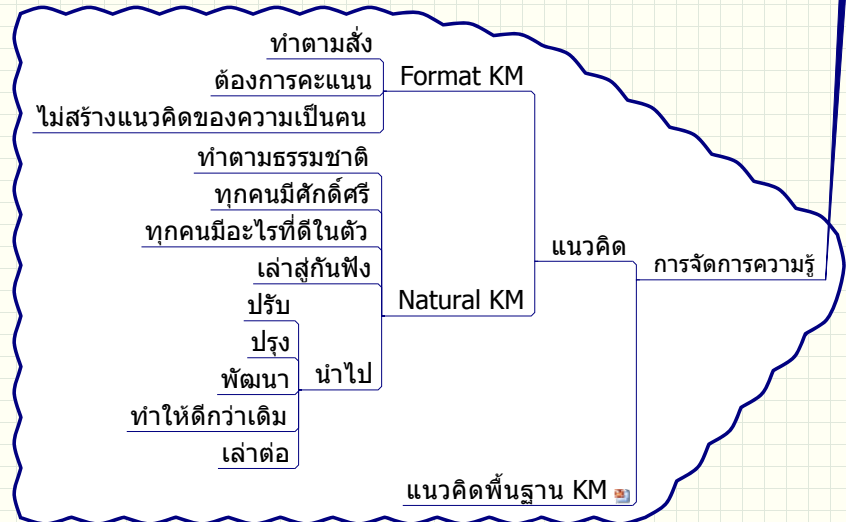 การจัดการความรู้
แนวคิด
Format KM
ทำตามสั่ง
ต้องการคะแนน
ไม่สร้างแนวคิดของความเป็นฅน
Natural KM
ทำตามธรรมชาติ
ทุกคนมีศักดิ์ศรี
ทุกคนมีอะไรที่ดีในตัว
เล่าสู่กันฟัง
นำไป
ปรับ
ปรุง
พัฒนา
ทำให้ดีกว่าเดิม
เล่าต่อ
แนวคิดพื้นฐาน KM